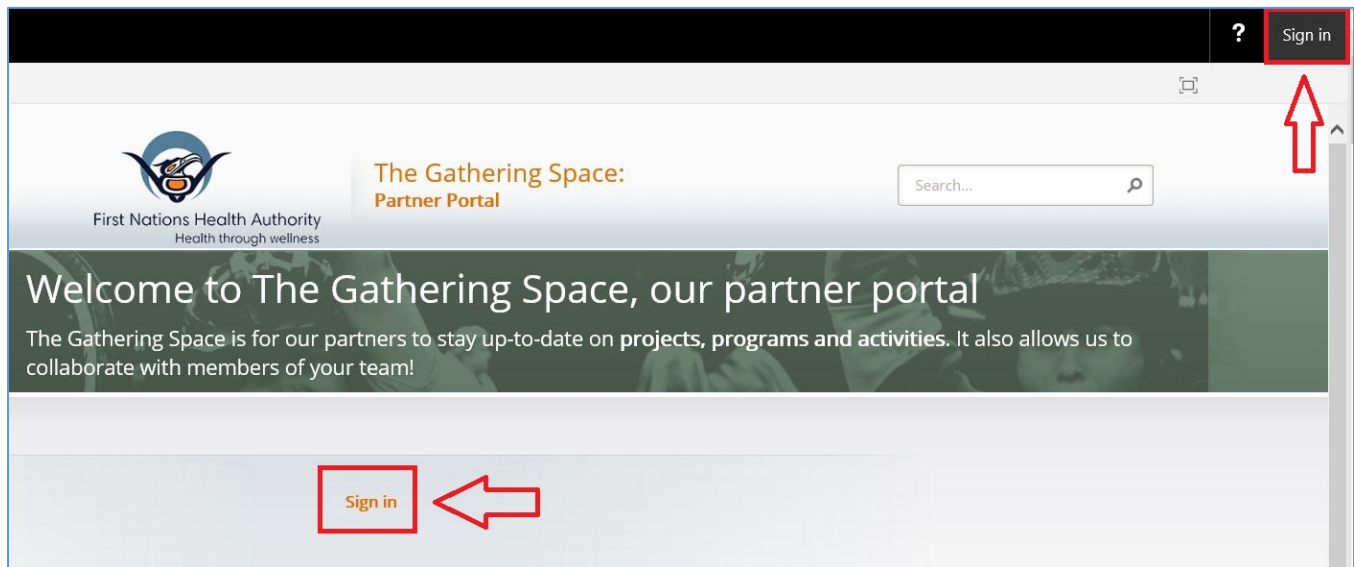 ? Sign in
The Gathering Space:
Partner Portal
Search...
First Nations Health Authority
Health through wellness
Welcome to The Gathering Space, our partner portal
The Gathering Space is for our partners to stay up-to-date on projects, programs and activities. It also allows us to
collaborate with members of your team!
Sign in